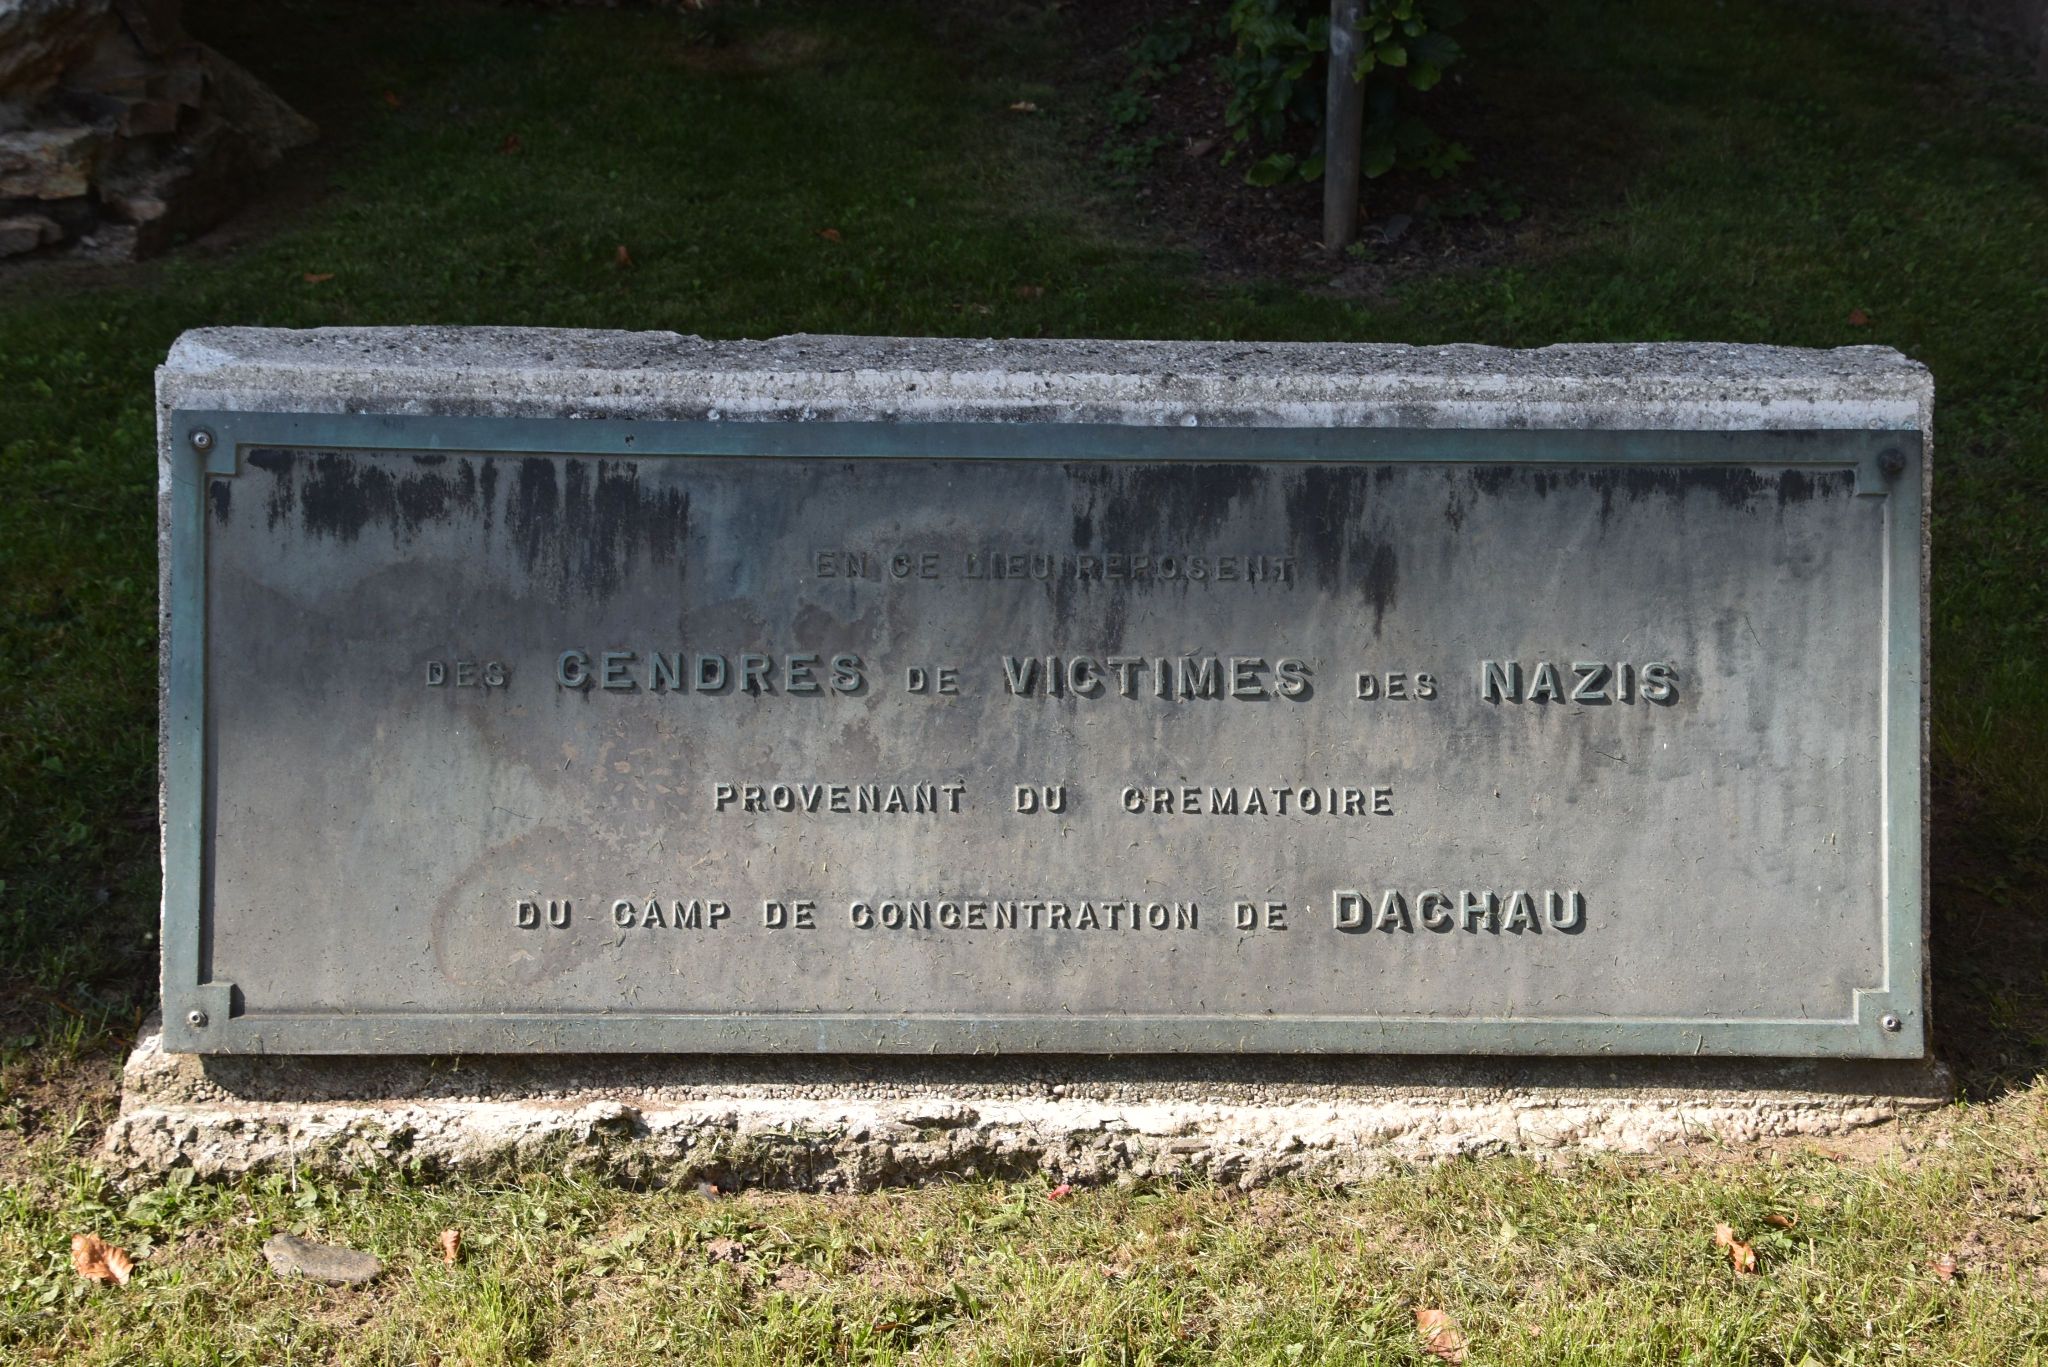 EN CE LIEU REPOSENT
DES CENDRES DE VICTIMES DES NAZIS
PROVENANT DU CREMATOIRE
DU CAMP DE CONCENTRATION DE DACHAU